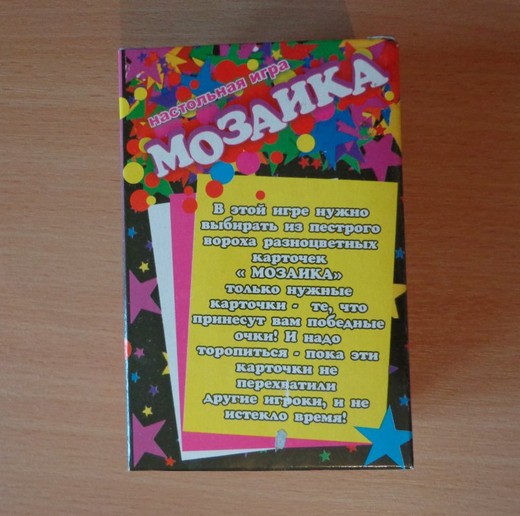 настольная игра
МОЗАИКА
В этой игре нужно
выбирать из пестрого
вороха разноцветных
карточек
« МОЗАИКА»
только нужные
карточки - те, что
принесут вам победные
очки! И надо
торопиться - пока эти
карточки не
перехватили
другие игроки, и не
истекло время!